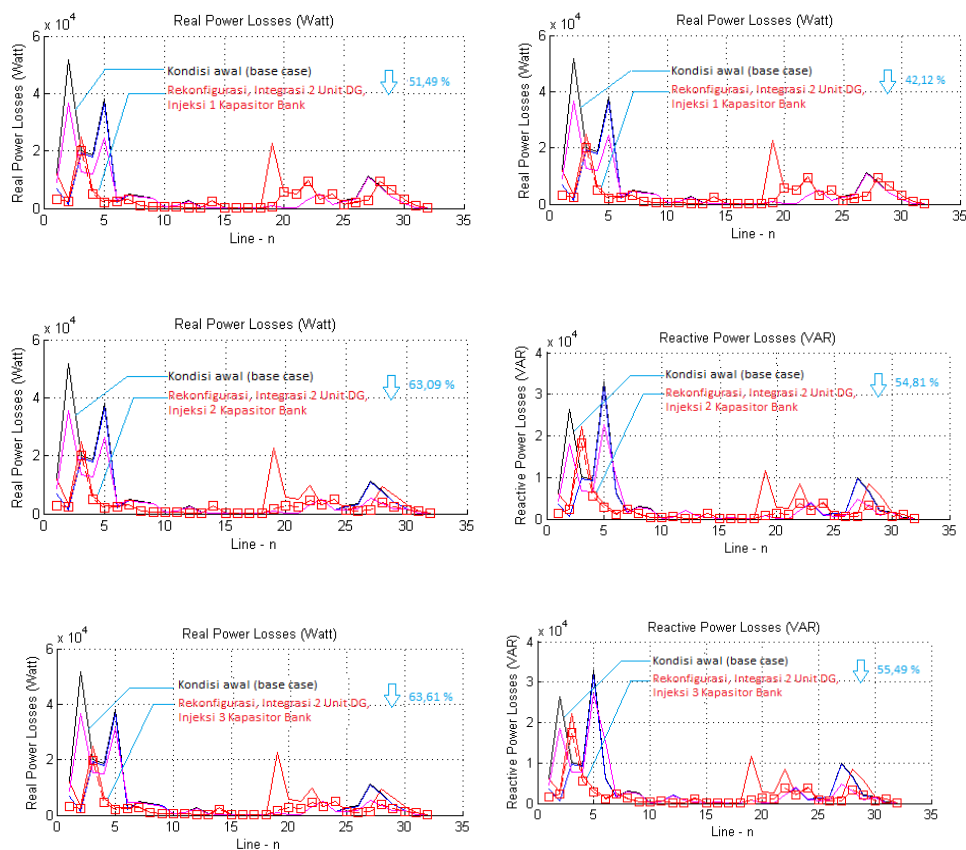 Real Power Losses (Watt)
x 10^4
Real Power Losses (Watt)
6
4
2
0
Kondisi awal (base case)
Rekonfigurasi, Integrasi 2 Unit DG,
Injeksi 1 Kapasitor Bank
51,49 %
0 5 10 15 20 25 30 35
Line - n
Real Power Losses (Watt)
x 10^4
Real Power Losses (Watt)
6
4
2
0
Kondisi awal (base case)
Rekonfigurasi, Integrasi 2 Unit DG,
Injeksi 1 Kapasitor Bank
42,12 %
0 5 10 15 20 25 30 35
Line - n
Real Power Losses (Watt)
x 10^4
Real Power Losses (Watt)
6
4
2
0
Kondisi awal (base case)
Rekonfigurasi, Integrasi 2 Unit DG,
Injeksi 2 Kapasitor Bank
63,09 %
0 5 10 15 20 25 30 35
Line - n
Reactive Power Losses (VAR)
x 10^4
Reactive Power Losses (VAR)
4
3
2
1
0
Kondisi awal (base case)
Rekonfigurasi, Integrasi 2 Unit DG,
Injeksi 2 Kapasitor Bank
54,81 %
0 5 10 15 20 25 30 35
Line - n
Real Power Losses (Watt)
x 10^4
Real Power Losses (Watt)
6
4
2
0
Kondisi awal (base case)
Rekonfigurasi, Integrasi 2 Unit DG,
Injeksi 3 Kapasitor Bank
63,61 %
0 5 10 15 20 25 30 35
Line - n
Reactive Power Losses (VAR)
x 10^4
Reactive Power Losses (VAR)
4
3
2
1
0
Kondisi awal (base case)
Rekonfigurasi, Integrasi 2 Unit DG,
Injeksi 3 Kapasitor Bank
55,49 %
0 5 10 15 20 25 30 35
Line - n